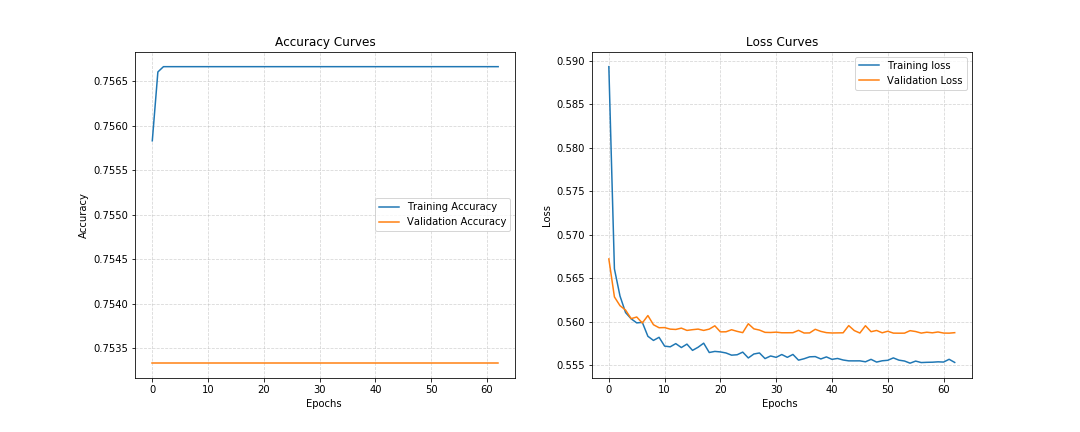 Accuracy Curves
0.7565
0.7560
0.7555
0.7550
0.7545
0.7540
0.7535
Accuracy
0 10 20 30 40 50 60
Epochs
Training Accuracy
Validation Accuracy
Loss Curves
0.590
0.585
0.580
0.575
0.570
0.565
0.560
0.555
Loss
0 10 20 30 40 50 60
Epochs
Training loss
Validation Loss